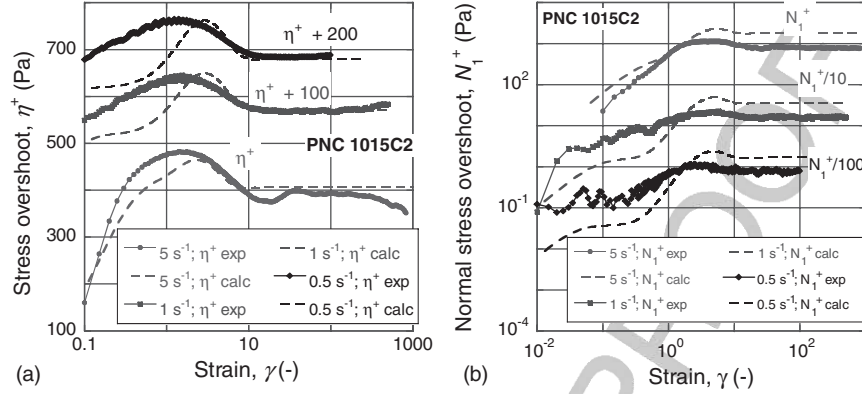 Stress overshoot, η⁺ (Pa)
700
500
300
100
η⁺ + 200
η⁺ + 100
PNC 1015C2
η⁺
5 s⁻¹; η⁺ exp
5 s⁻¹; η⁺ calc
1 s⁻¹; η⁺ exp
1 s⁻¹; η⁺ calc
0.5 s⁻¹; η⁺ exp
0.5 s⁻¹; η⁺ calc
0.1 1 10 100 1000
(a) Strain, γ (-)
Normal stress overshoot, N₁⁺ (Pa)
PNC 1015C2
N₁⁺
10²
N₁⁺/10
N₁⁺/100
10⁻¹
5 s⁻¹; N₁⁺ exp
5 s⁻¹; N₁⁺ calc
1 s⁻¹; N₁⁺ exp
1 s⁻¹; N₁⁺ calc
0.5 s⁻¹; N₁⁺ exp
0.5 s⁻¹; N₁⁺ calc
10⁻⁴
10⁻² 10⁰ 10²
(b) Strain, γ (-)
PROOF